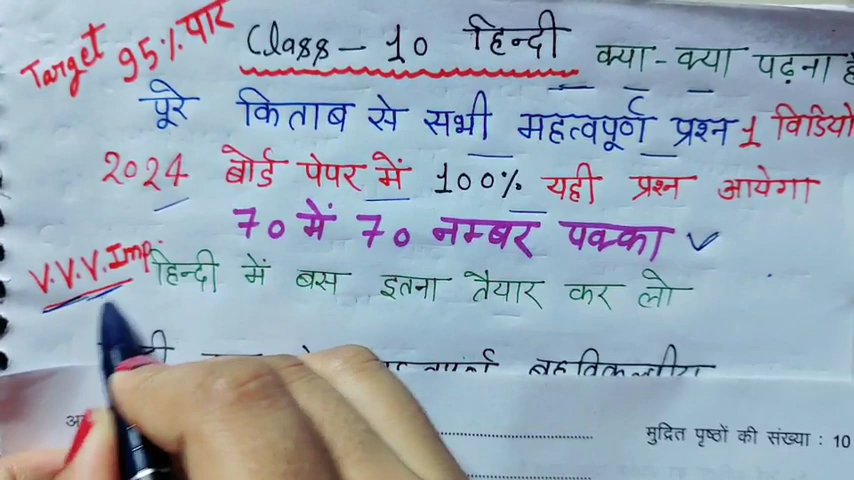 Target 95% पार
Class - 10 हिन्दी क्या - क्या पढ़ना है
पूरे किताब से सभी महत्वपूर्ण प्रश्न 1 विडियो
2024 बोर्ड पेपर में 100% यही प्रश्न आयेगा
70 में 70 नम्बर पक्का ✓
V.V.V. Imp. हिन्दी में बस इतना तैयार कर लो
मुद्रित पृष्ठों की संख्या : 10